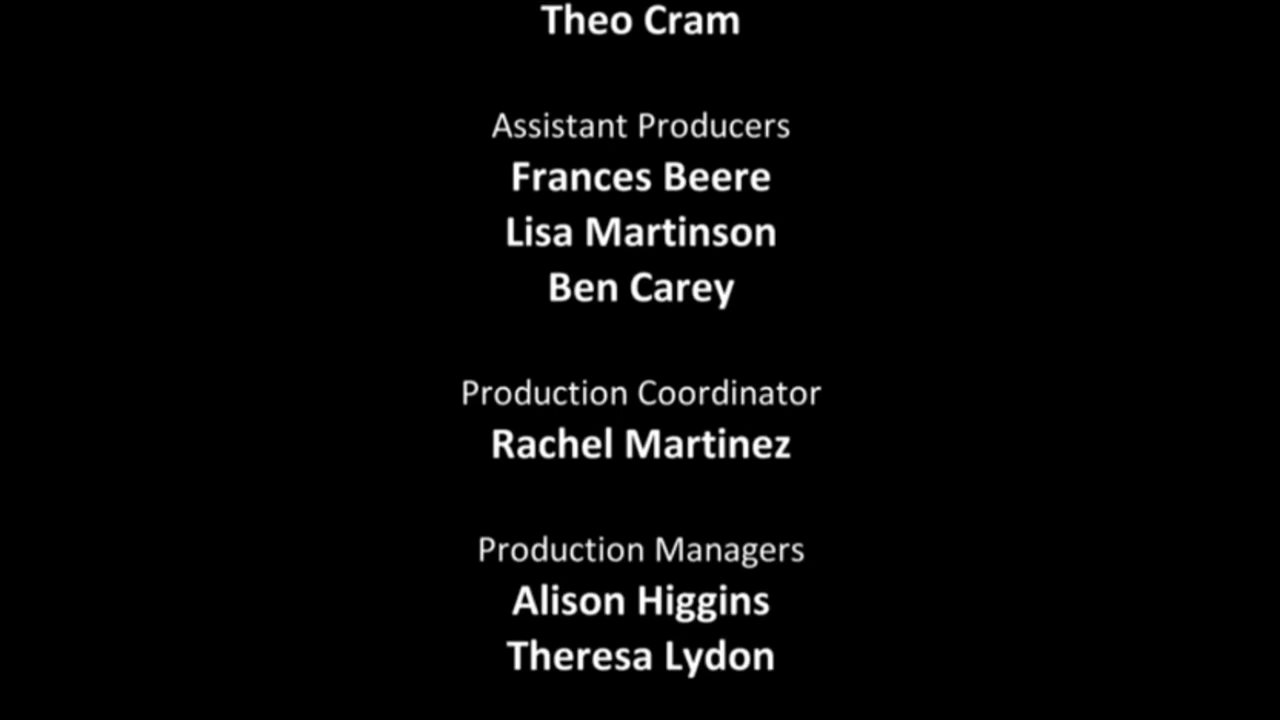 Theo Cram
Assistant Producers
Frances Beere
Lisa Martinson
Ben Carey
Production Coordinator
Rachel Martinez
Production Managers
Alison Higgins
Theresa Lydon